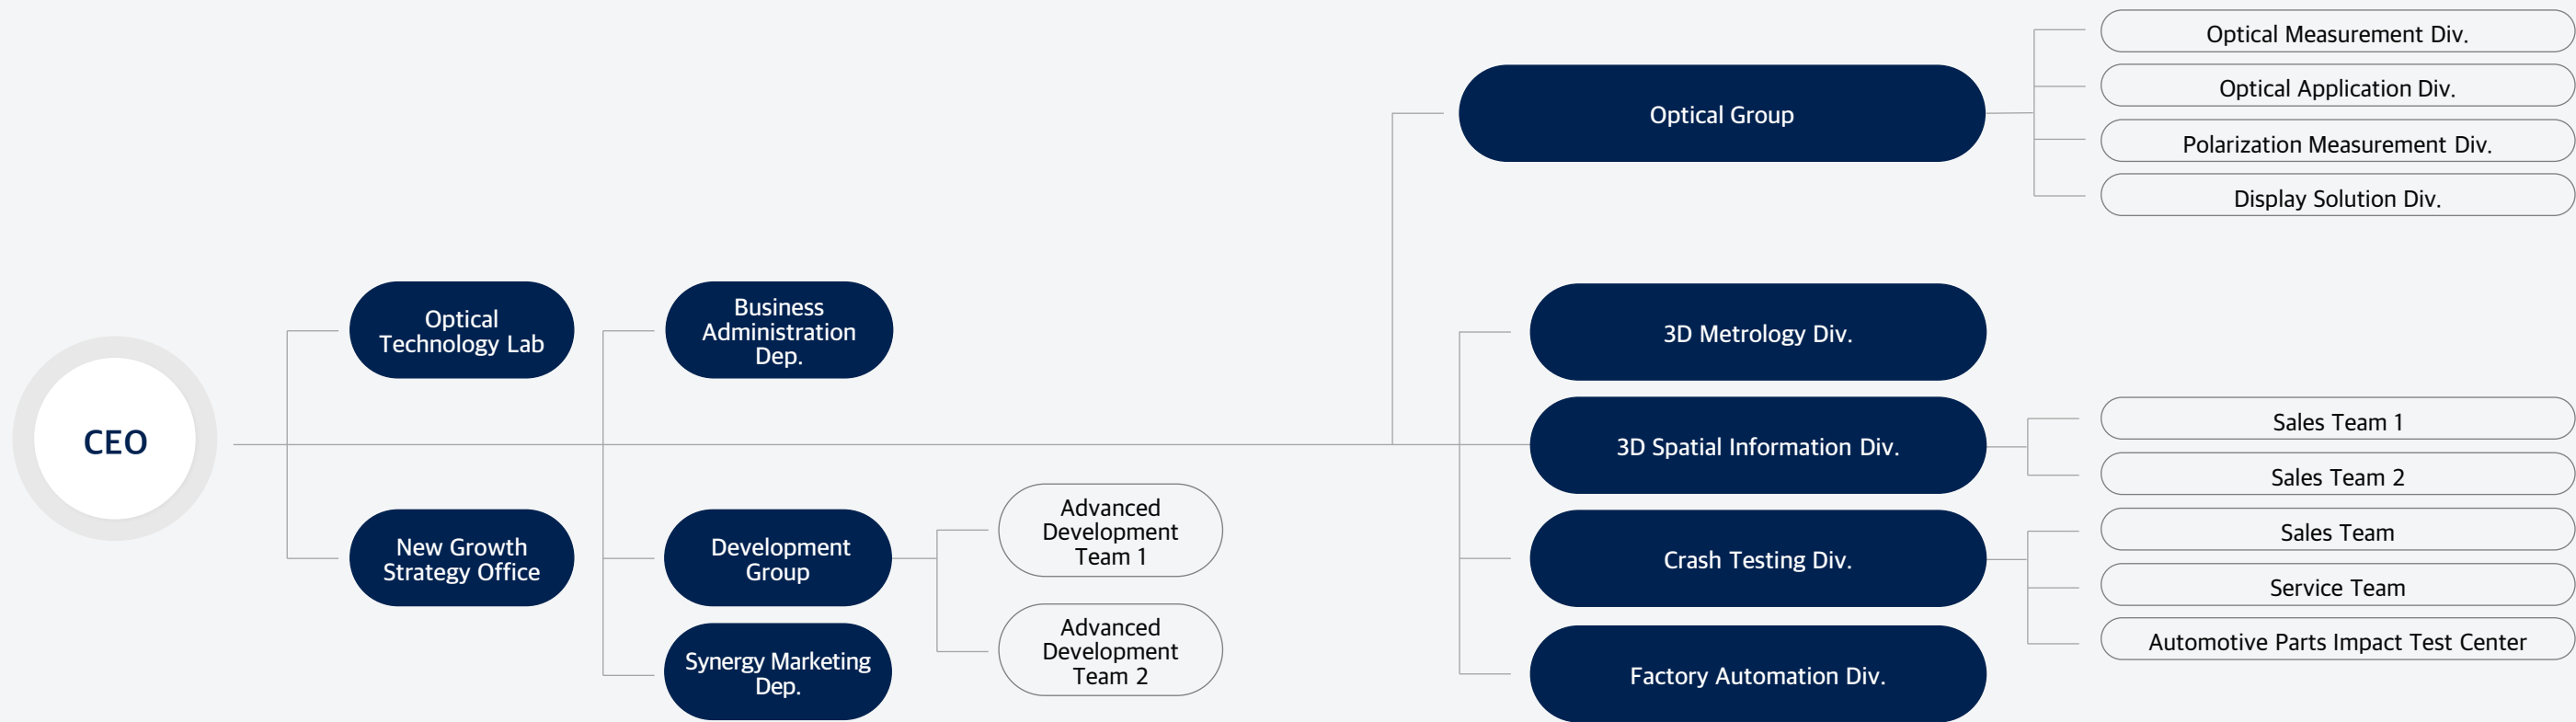 CEO
Optical
Technology Lab
New Growth
Strategy Office
Business
Administration
Dep.
Development
Group
Synergy Marketing
Dep.
Advanced
Development
Team 1
Advanced
Development
Team 2
Optical Group
Optical Measurement Div.
Optical Application Div.
Polarization Measurement Div.
Display Solution Div.
3D Metrology Div.
3D Spatial Information Div.
Sales Team 1
Sales Team 2
Crash Testing Div.
Sales Team
Service Team
Automotive Parts Impact Test Center
Factory Automation Div.